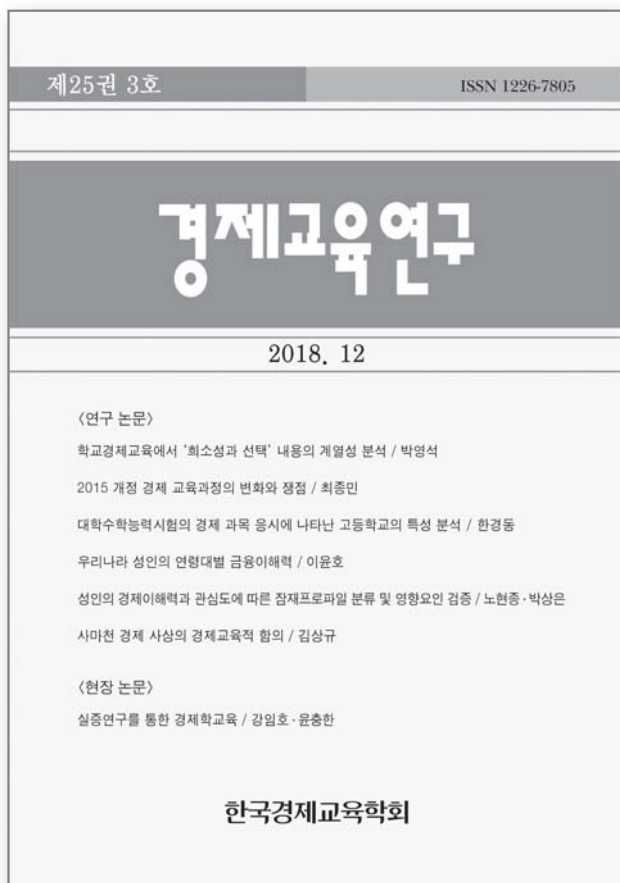 제25권 3호
ISSN 1226-7805
경제교육연구
2018. 12
〈연구 논문〉
학교경제교육에서 '희소성과 선택' 내용의 계열성 분석 / 박영석
2015 개정 경제 교육과정의 변화와 쟁점 / 최종민
대학수학능력시험의 경제 과목 응시에 나타난 고등학교의 특성 분석 / 한경동
우리나라 성인의 연령대별 금융이해력 / 이윤호
성인의 경제이해력과 관심도에 따른 잠재프로파일 분류 및 영향요인 검증 / 노현종·박상은
사마천 경제 사상의 경제교육적 함의 / 김상규
〈현장 논문〉
실증연구를 통한 경제학교육 / 강임호·윤충한
한국경제교육학회